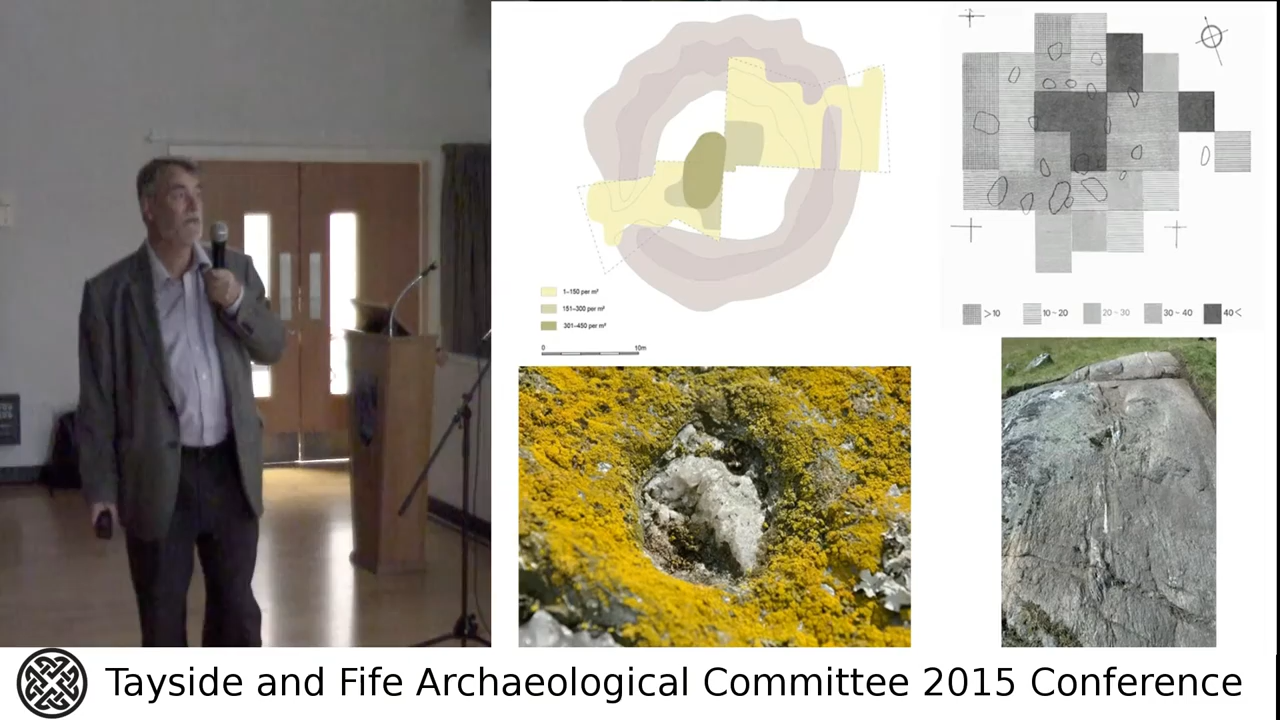 1–150 per m²
151–300 per m²
301–450 per m²
0 10m
>10 10~20 20~30 30~40 40<
Tayside and Fife Archaeological Committee 2015 Conference